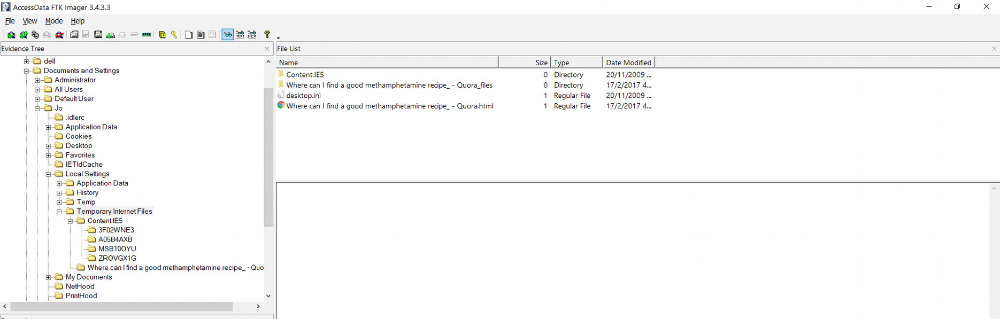 AccessData FTK Imager 3.4.3.3
File View Mode Help
TEXT HEX ?
Evidence Tree
dell
Documents and Settings
Administrator
All Users
Default User
Jo
.idlerc
Application Data
Cookies
Desktop
Favorites
IETldCache
Local Settings
Application Data
History
Temp
Temporary Internet Files
Content.IE5
3F02WNE3
A05B4AXB
MSB10OYU
ZROVGX1G
Where can I find a good methamphetamine recipe_ - Quo
My Documents
NetHood
PrintHood
File List
Name Size Type Date Modified
Content.IE5 0 Directory 20/11/2009 ...
Where can I find a good methamphetamine recipe_ - Quora_files 0 Directory 17/2/2017 4...
desktop.ini 1 Regular File 20/11/2009 ...
Where can I find a good methamphetamine recipe_ - Quora.html 1 Regular File 17/2/2017 4...